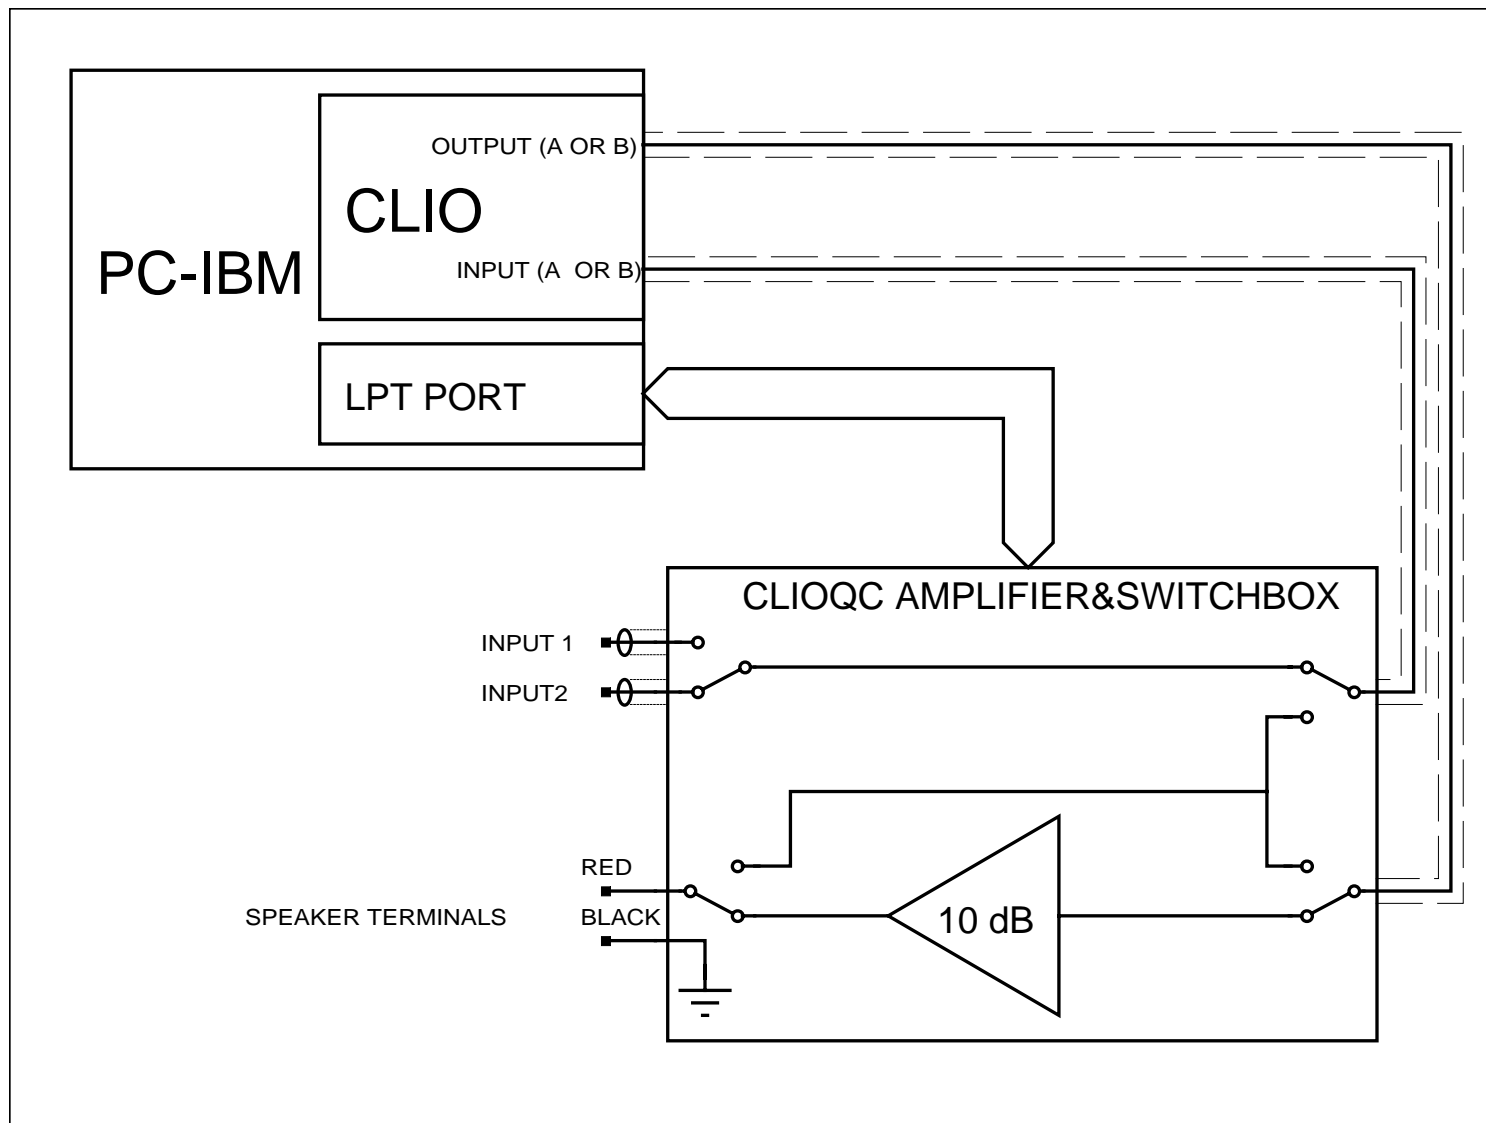 OUTPUT (A OR B)
CLIO
PC-IBM
INPUT (A  OR B)
LPT PORT
CLIOQC AMPLIFIER&SWITCHBOX
INPUT 1
INPUT2
RED
SPEAKER TERMINALS
BLACK
10 dB